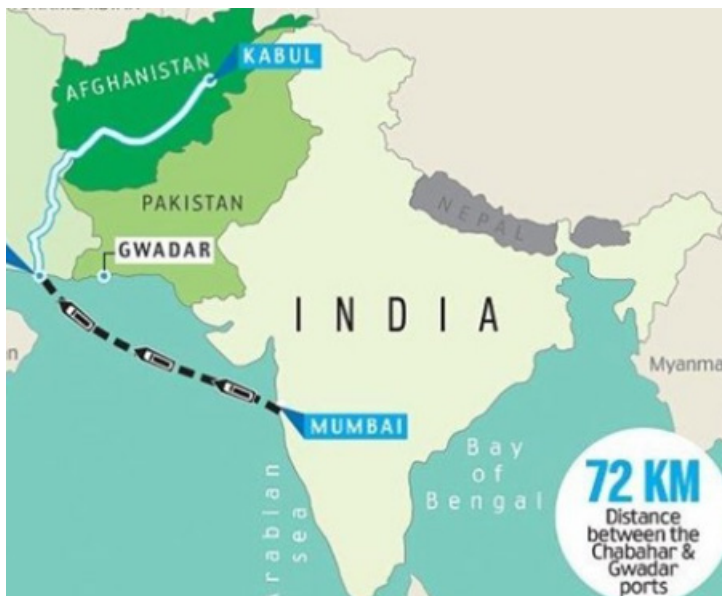 KABUL
AFGHANISTAN
PAKISTAN
GWADAR
NEPAL
INDIA
Myanma
MUMBAI
Bay
of
Bengal
Arabian
sea
72 KM
Distance
between the
Chabahar &
Gwadar
ports